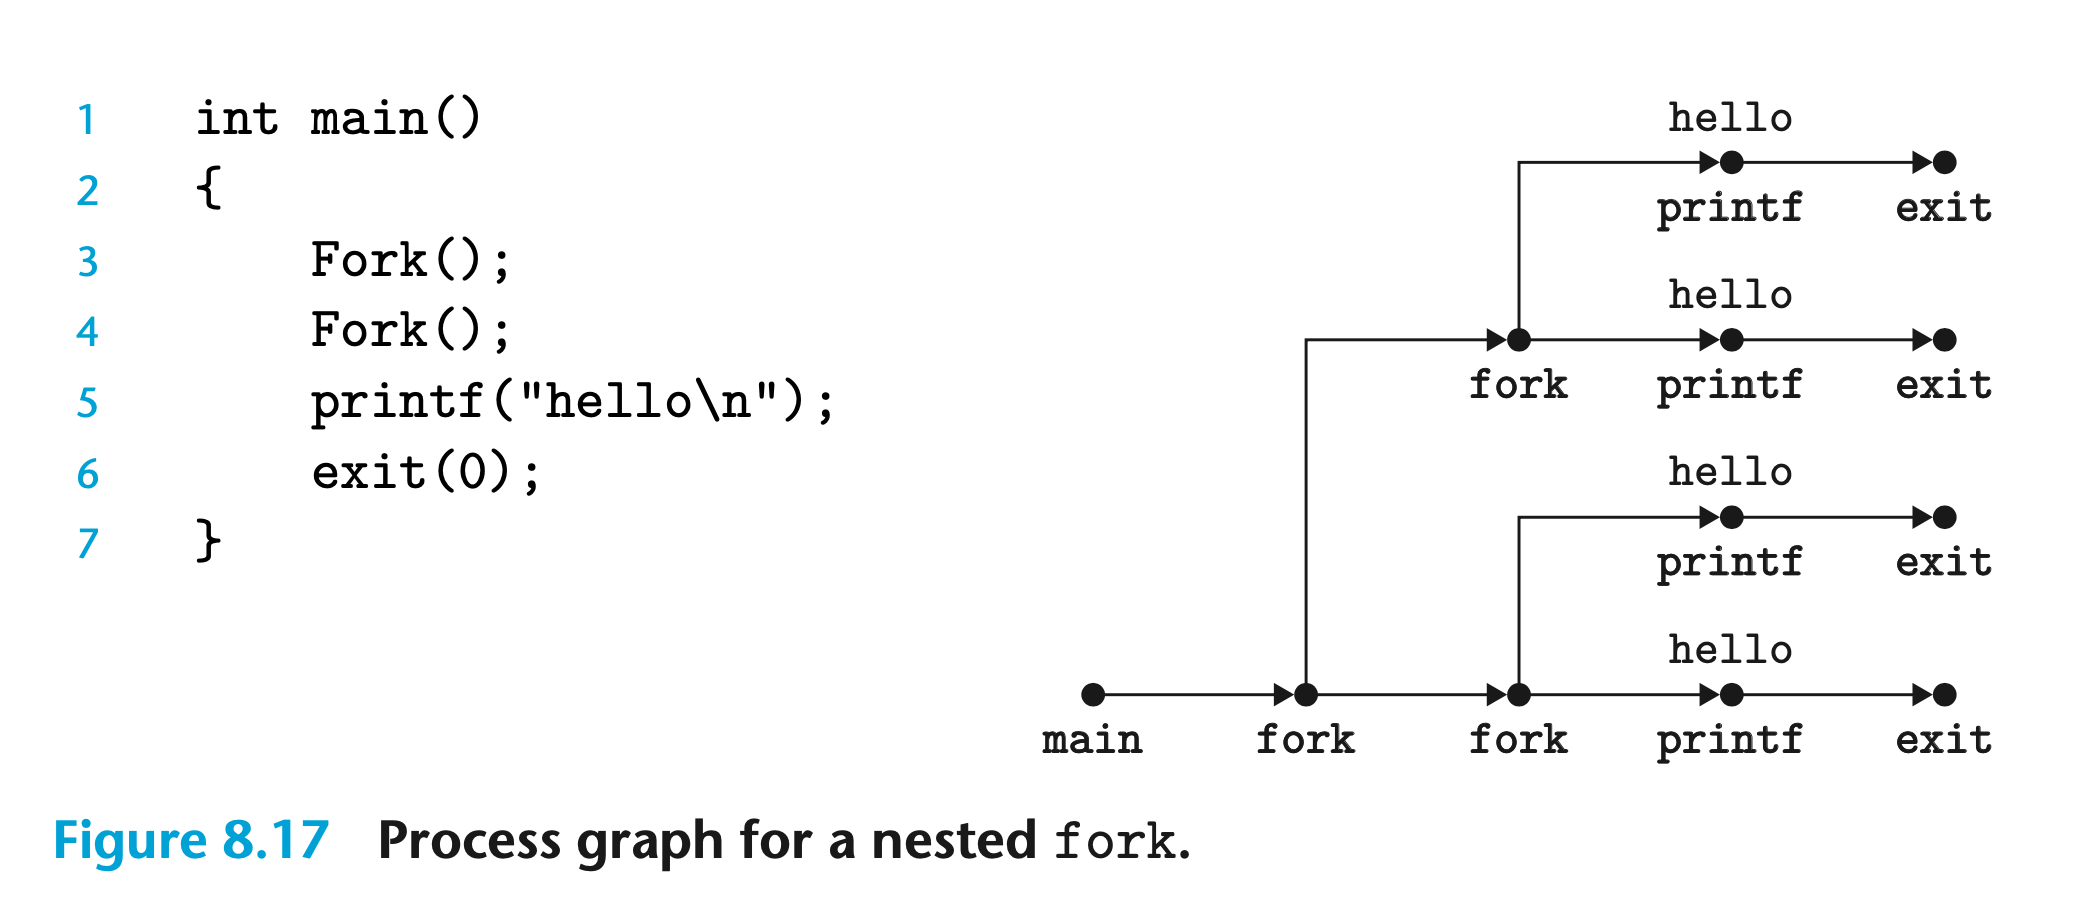 1 int main()
2 {
3 Fork();
4 Fork();
5 printf("hello\n");
6 exit(0);
7 }
hello
printf exit
hello
fork printf exit
hello
printf exit
hello
main fork fork printf exit
Figure 8.17 Process graph for a nested fork.